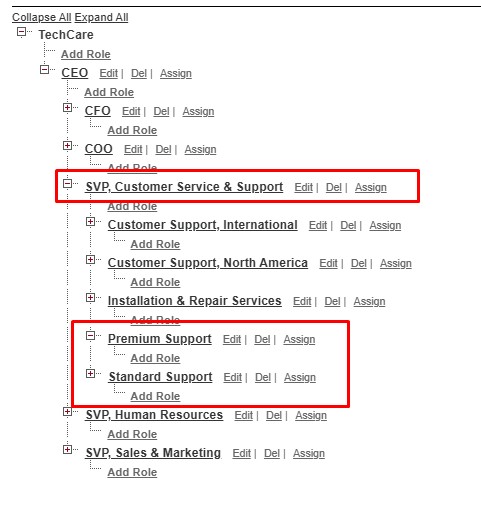 Collapse All Expand All
TechCare
Add Role
CEO Edit | Del | Assign
Add Role
CFO Edit | Del | Assign
Add Role
COO Edit | Del | Assign
Add Role
SVP, Customer Service & Support Edit | Del | Assign
Add Role
Customer Support, International Edit | Del | Assign
Add Role
Customer Support, North America Edit | Del | Assign
Add Role
Installation & Repair Services Edit | Del | Assign
Add Role
Premium Support Edit | Del | Assign
Add Role
Standard Support Edit | Del | Assign
Add Role
SVP, Human Resources Edit | Del | Assign
Add Role
SVP, Sales & Marketing Edit | Del | Assign
Add Role